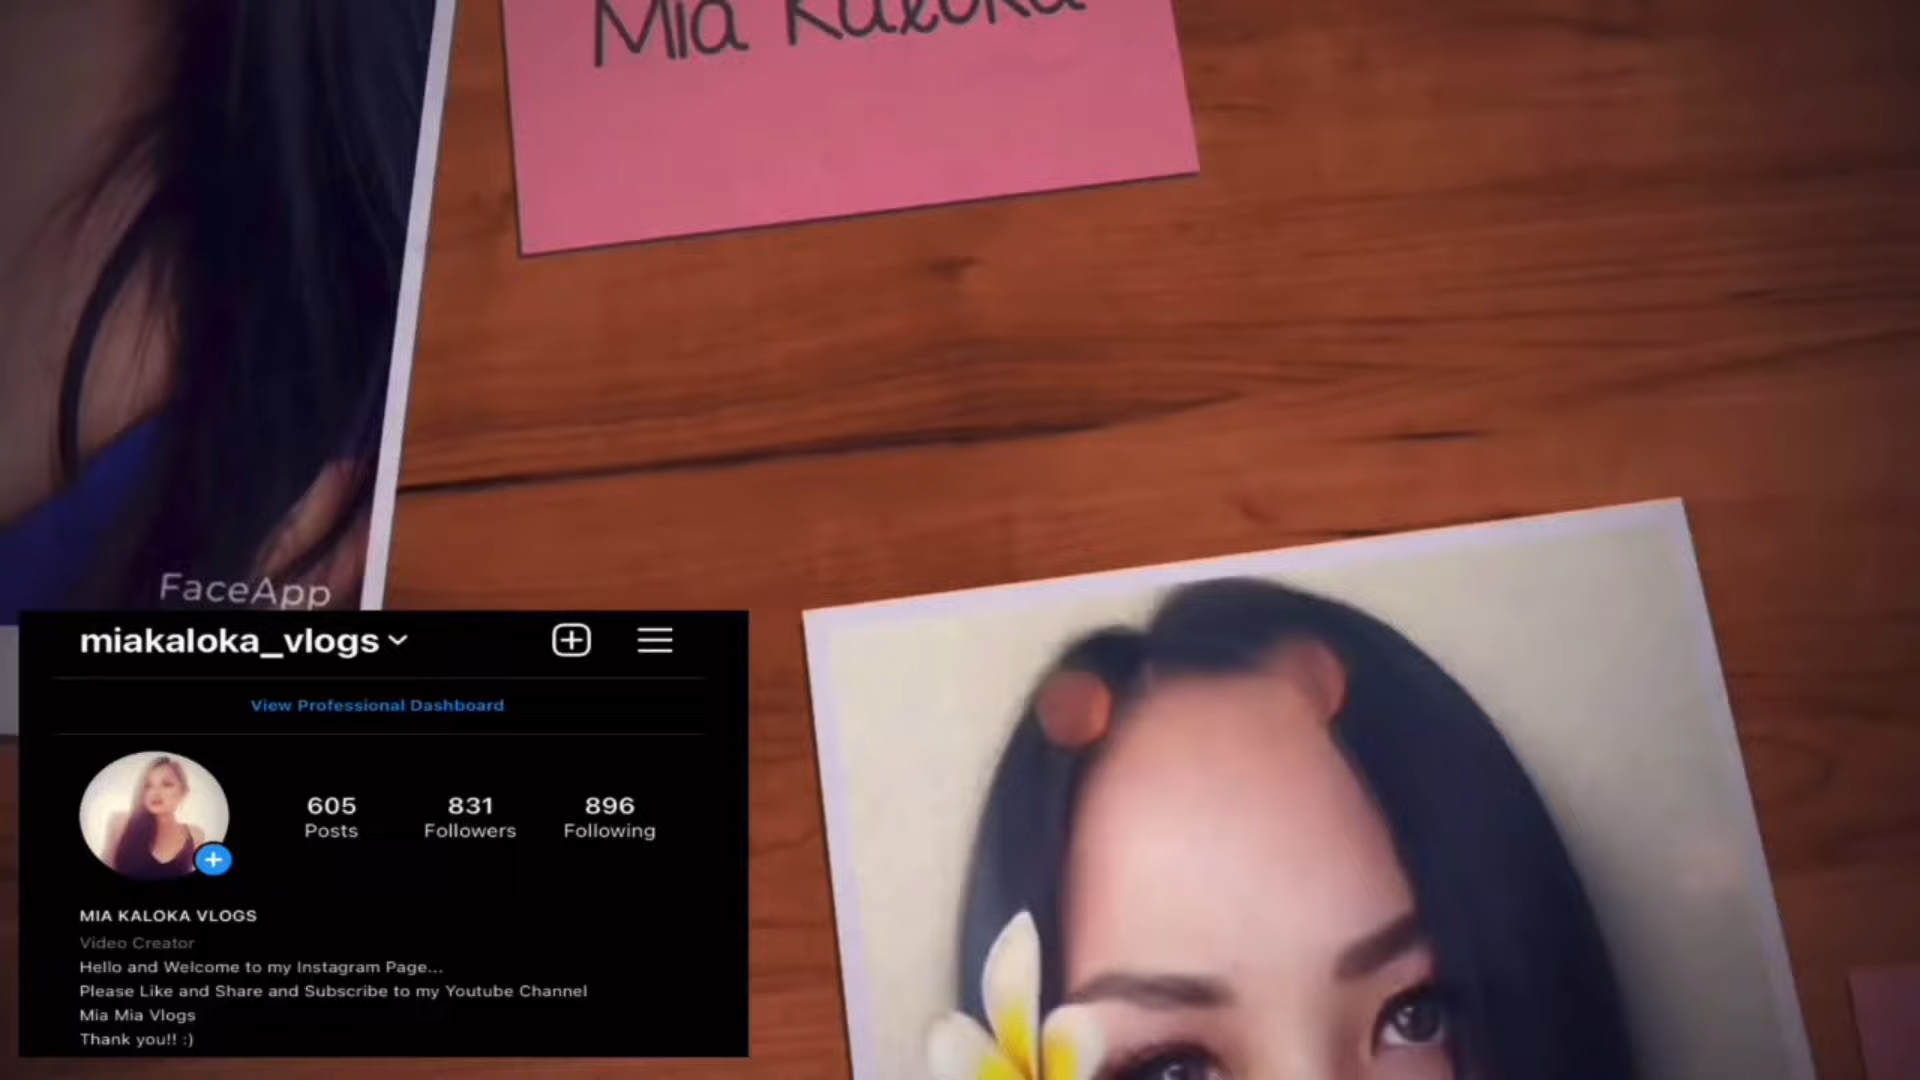 Mia Kaloka
FaceApp
miakaloka_vlogs
View Professional Dashboard
605
Posts
831
Followers
896
Following
MIA KALOKA VLOGS
Video Creator
Hello and Welcome to my Instagram Page...
Please Like and Share and Subscribe to my Youtube Channel
Mia Mia Vlogs
Thank you!! :)